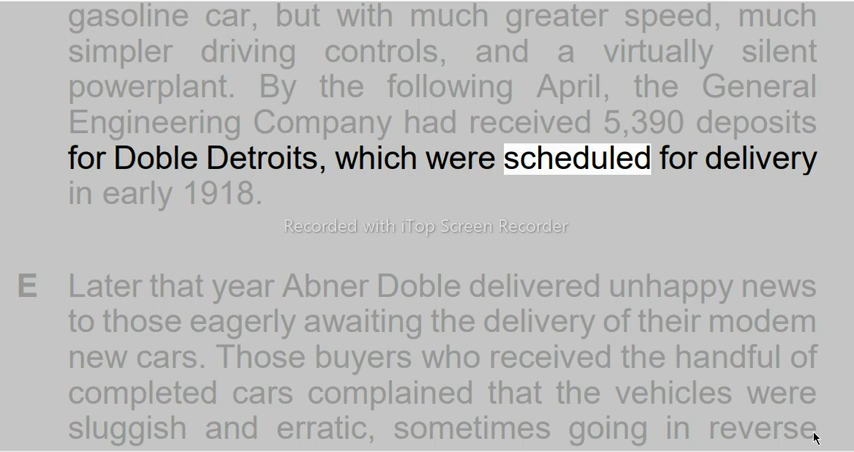 gasoline car, but with much greater speed, much
simpler driving controls, and a virtually silent
powerplant. By the following April, the General
Engineering Company had received 5,390 deposits
for Doble Detroits, which were scheduled for delivery
in early 1918.
Recorded with iTop Screen Recorder
E Later that year Abner Doble delivered unhappy news
to those eagerly awaiting the delivery of their modem
new cars. Those buyers who received the handful of
completed cars complained that the vehicles were
sluggish and erratic, sometimes going in reverse